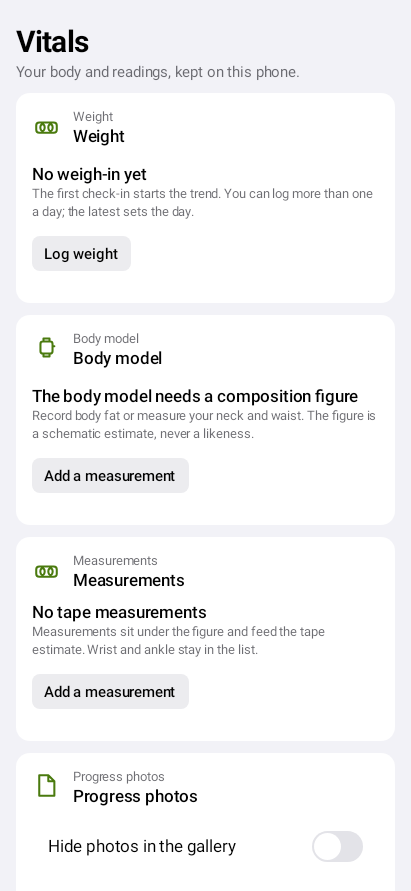 Vitals
Your body and readings, kept on this phone.
Weight
Weight
No weigh-in yet
The first check-in starts the trend. You can log more than one
a day; the latest sets the day.
Log weight
Body model
Body model
The body model needs a composition figure
Record body fat or measure your neck and waist. The figure is
a schematic estimate, never a likeness.
Add a measurement
Measurements
Measurements
No tape measurements
Measurements sit under the figure and feed the tape
estimate. Wrist and ankle stay in the list.
Add a measurement
Progress photos
Progress photos
Hide photos in the gallery